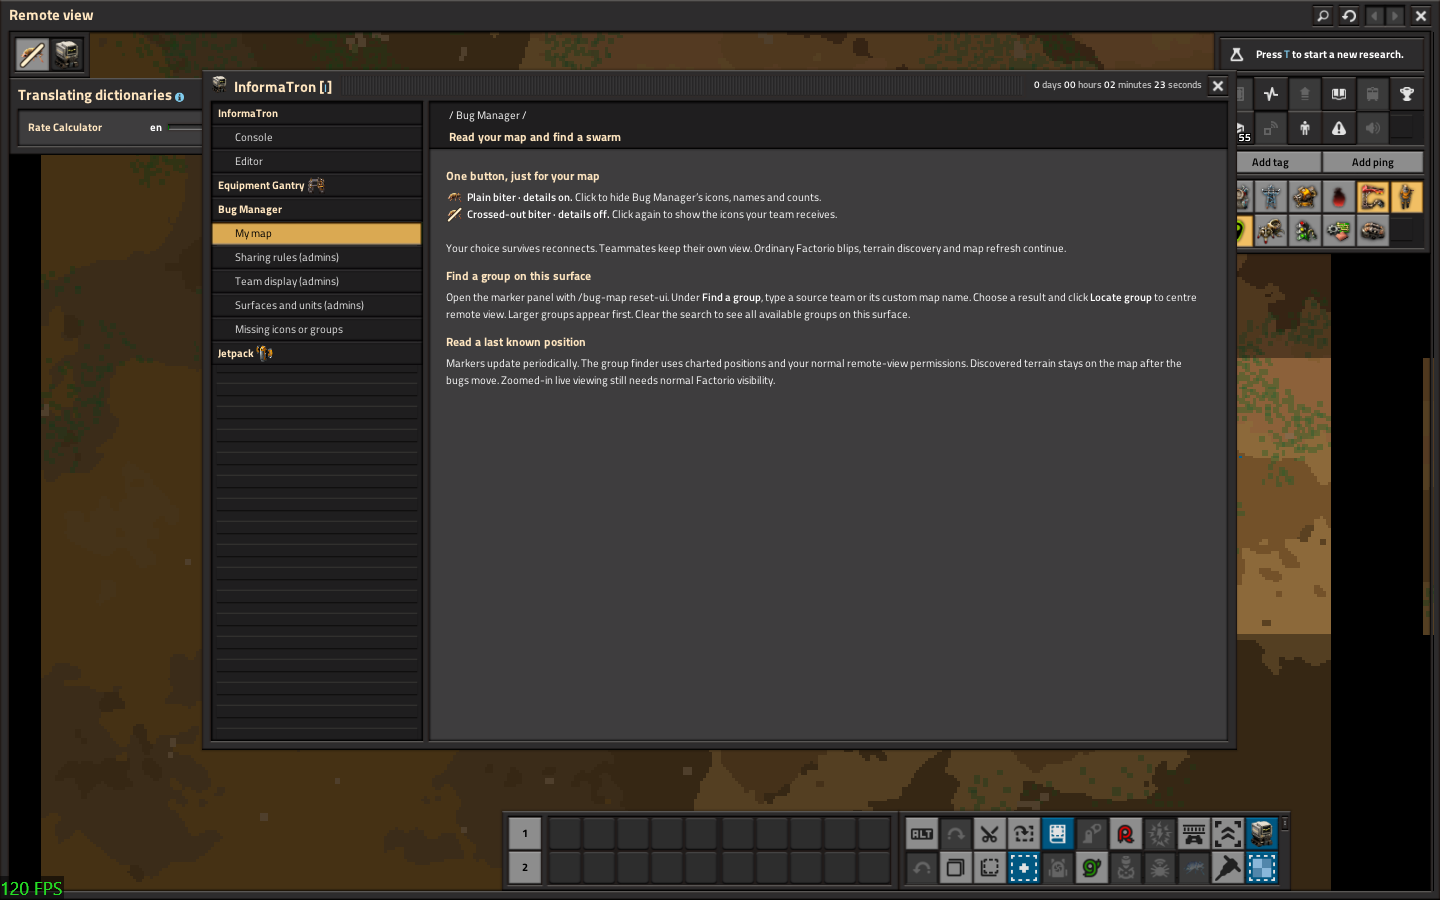 Remote view
Press T to start a new research.
Translating dictionaries
Rate Calculator en
InformaTron [¦]
0 days 00 hours 02 minutes 23 seconds
InformaTron
Console
Editor
Equipment Gantry
Bug Manager
My map
Sharing rules (admins)
Team display (admins)
Surfaces and units (admins)
Missing icons or groups
Jetpack
/ Bug Manager /
Read your map and find a swarm
One button, just for your map
Plain biter · details on. Click to hide Bug Manager's icons, names and counts.
Crossed-out biter · details off. Click again to show the icons your team receives.
Your choice survives reconnects. Teammates keep their own view. Ordinary Factorio blips, terrain discovery and map refresh continue.
Find a group on this surface
Open the marker panel with /bug-map reset-ui. Under Find a group, type a source team or its custom map name. Choose a result and click Locate group to centre
remote view. Larger groups appear first. Clear the search to see all available groups on this surface.
Read a last known position
Markers update periodically. The group finder uses charted positions and your normal remote-view permissions. Discovered terrain stays on the map after the
bugs move. Zoomed-in live viewing still needs normal Factorio visibility.
55
Add tag
Add ping
1
2
ALT
R
120 FPS